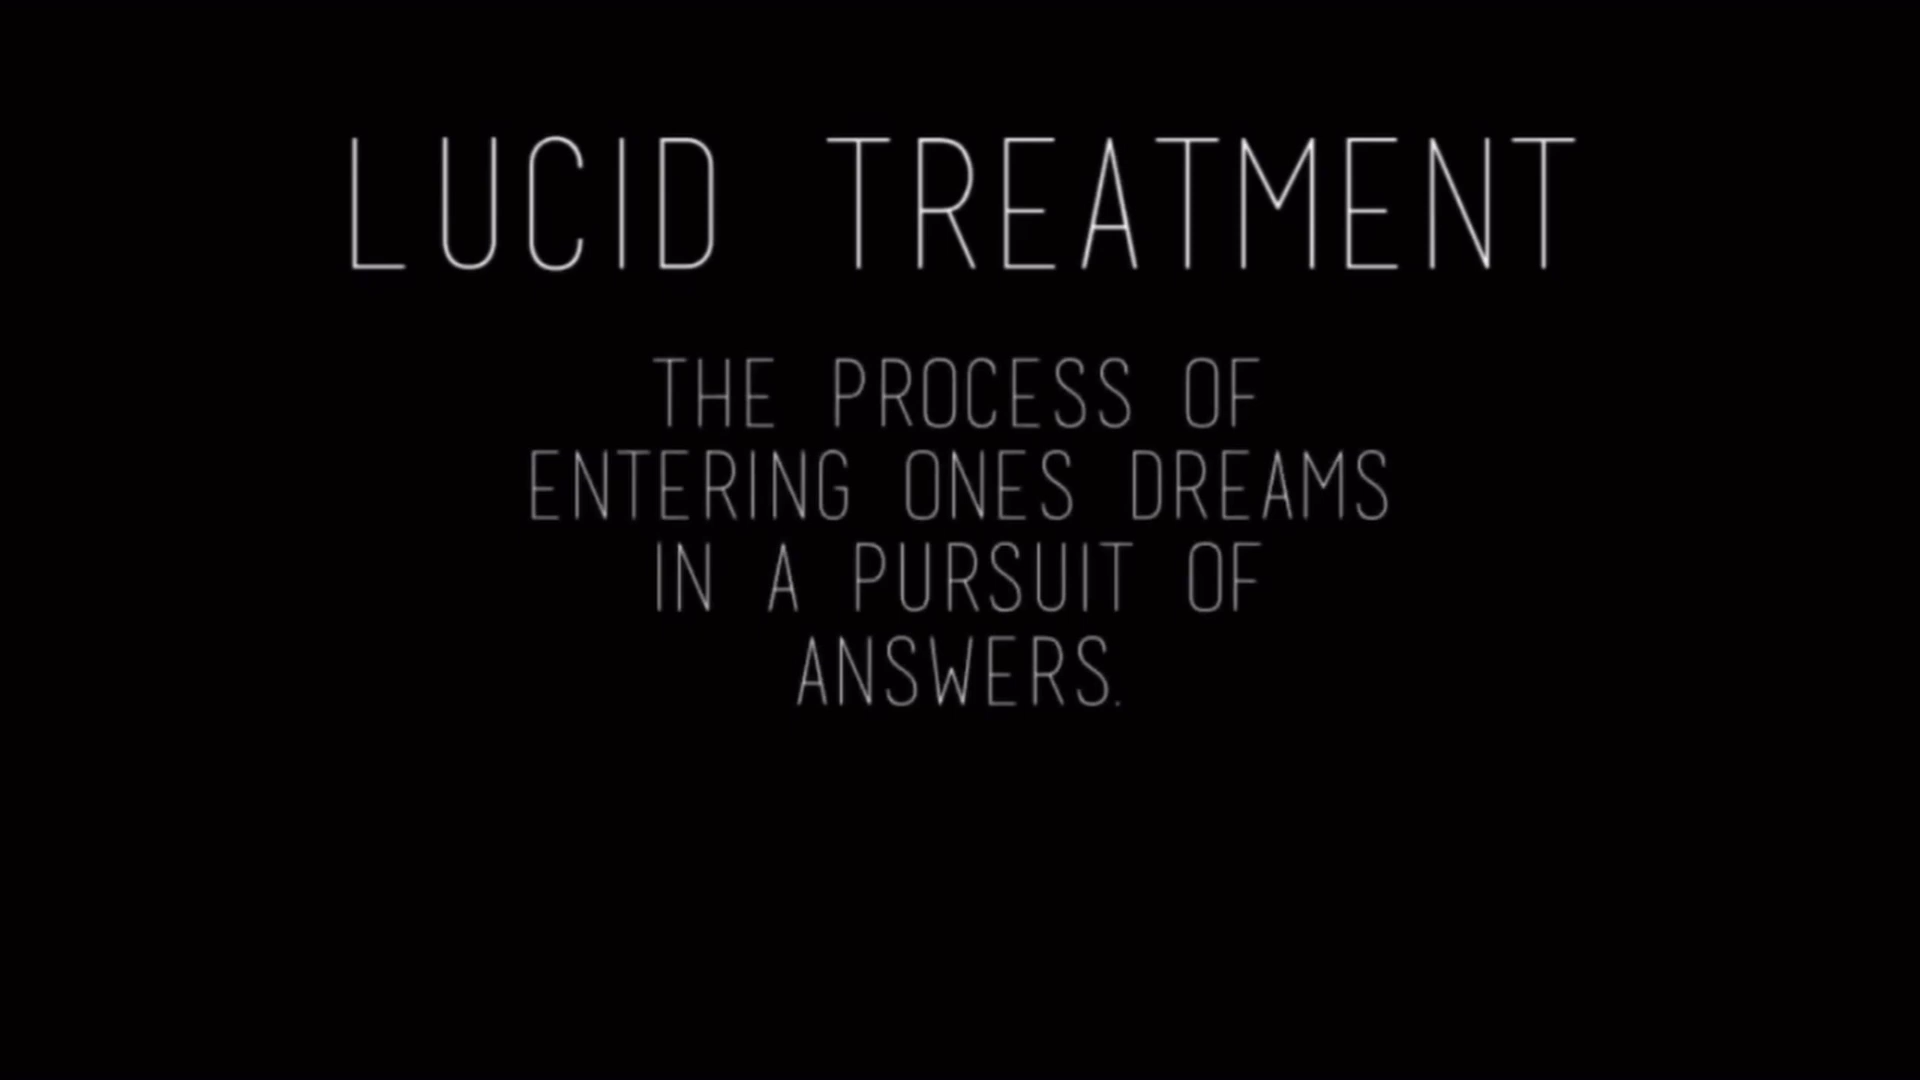 LUCID TREATMENT
THE PROCESS OF
ENTERING ONES DREAMS
IN A PURSUIT OF
ANSWERS.